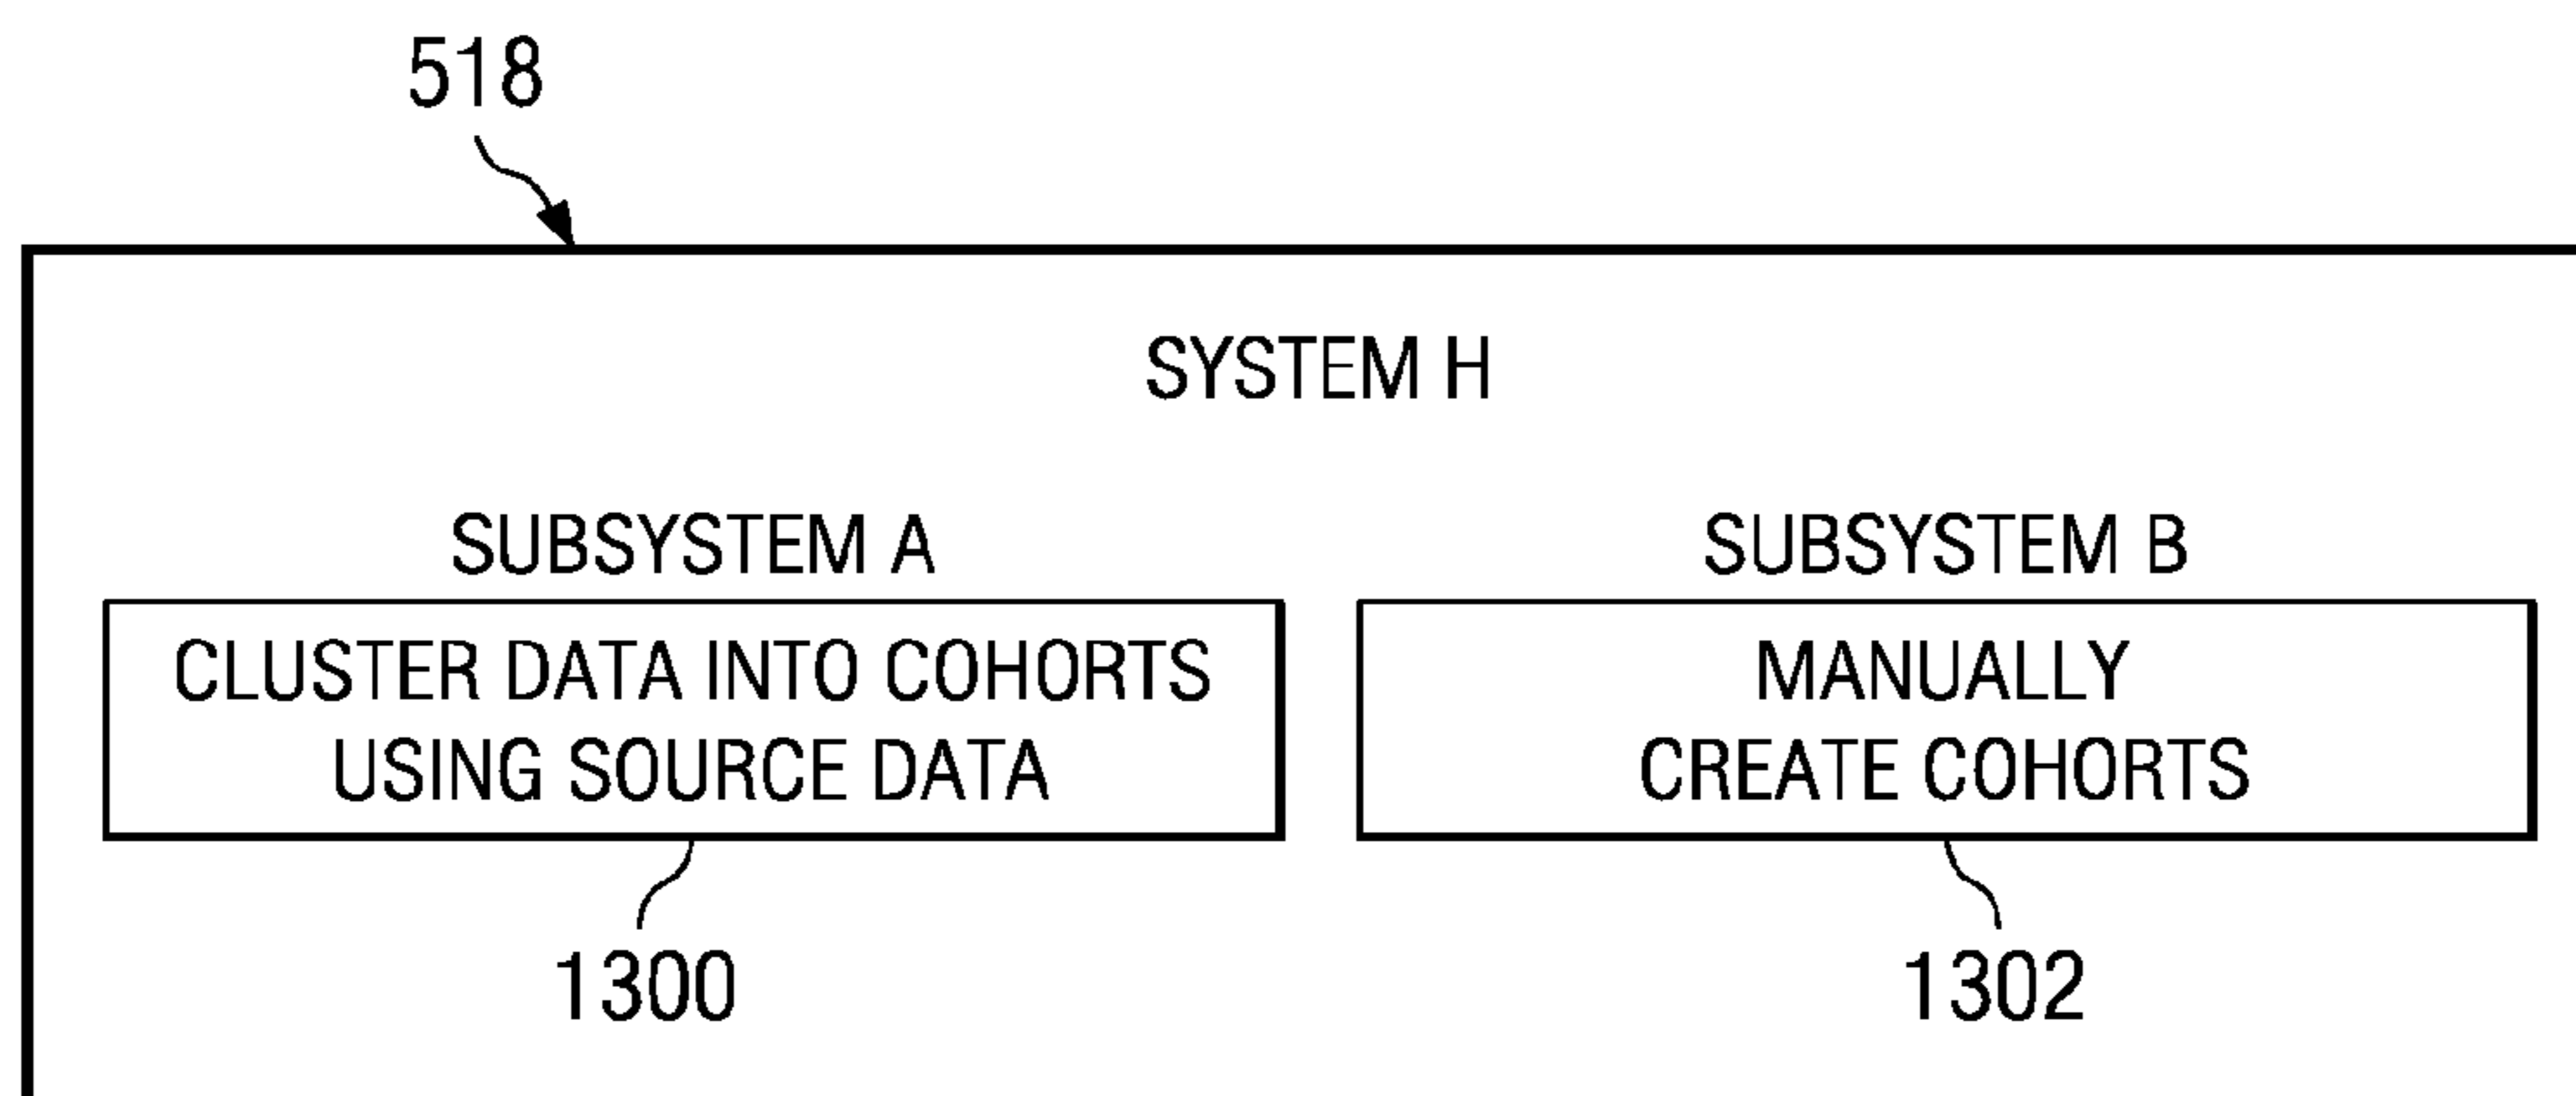 518
SYSTEM H
SUBSYSTEM A
CLUSTER DATA INTO COHORTS
USING SOURCE DATA
1300
SUBSYSTEM B
MANUALLY
CREATE COHORTS
1302